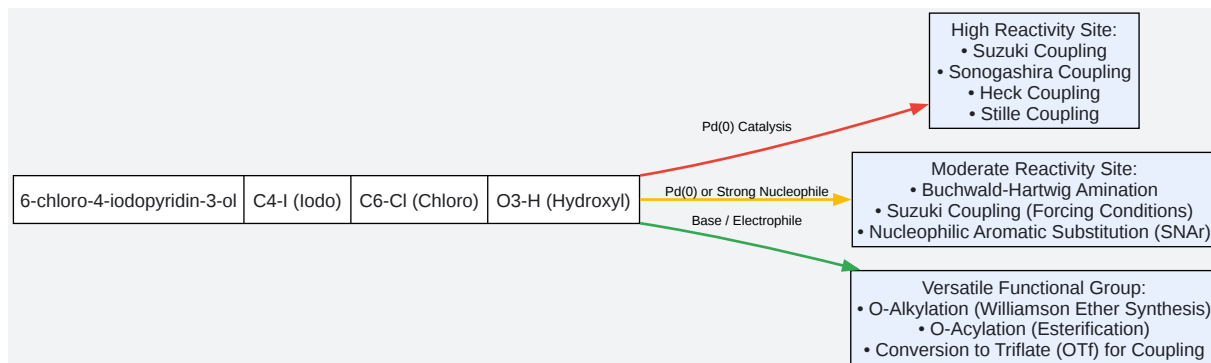 High Reactivity Site:
• Suzuki Coupling
• Sonogashira Coupling
• Heck Coupling
• Stille Coupling
Pd(0) Catalysis
6-chloro-4-iodopyridin-3-ol
C4-I (Iodo)
C6-Cl (Chloro)
O3-H (Hydroxyl)
Pd(0) or Strong Nucleophile
Moderate Reactivity Site:
• Buchwald-Hartwig Amination
• Suzuki Coupling (Forcing Conditions)
• Nucleophilic Aromatic Substitution (SNAr)
Base / Electrophile
Versatile Functional Group:
• O-Alkylation (Williamson Ether Synthesis)
• O-Acylation (Esterification)
• Conversion to Triflate (OTf) for Coupling